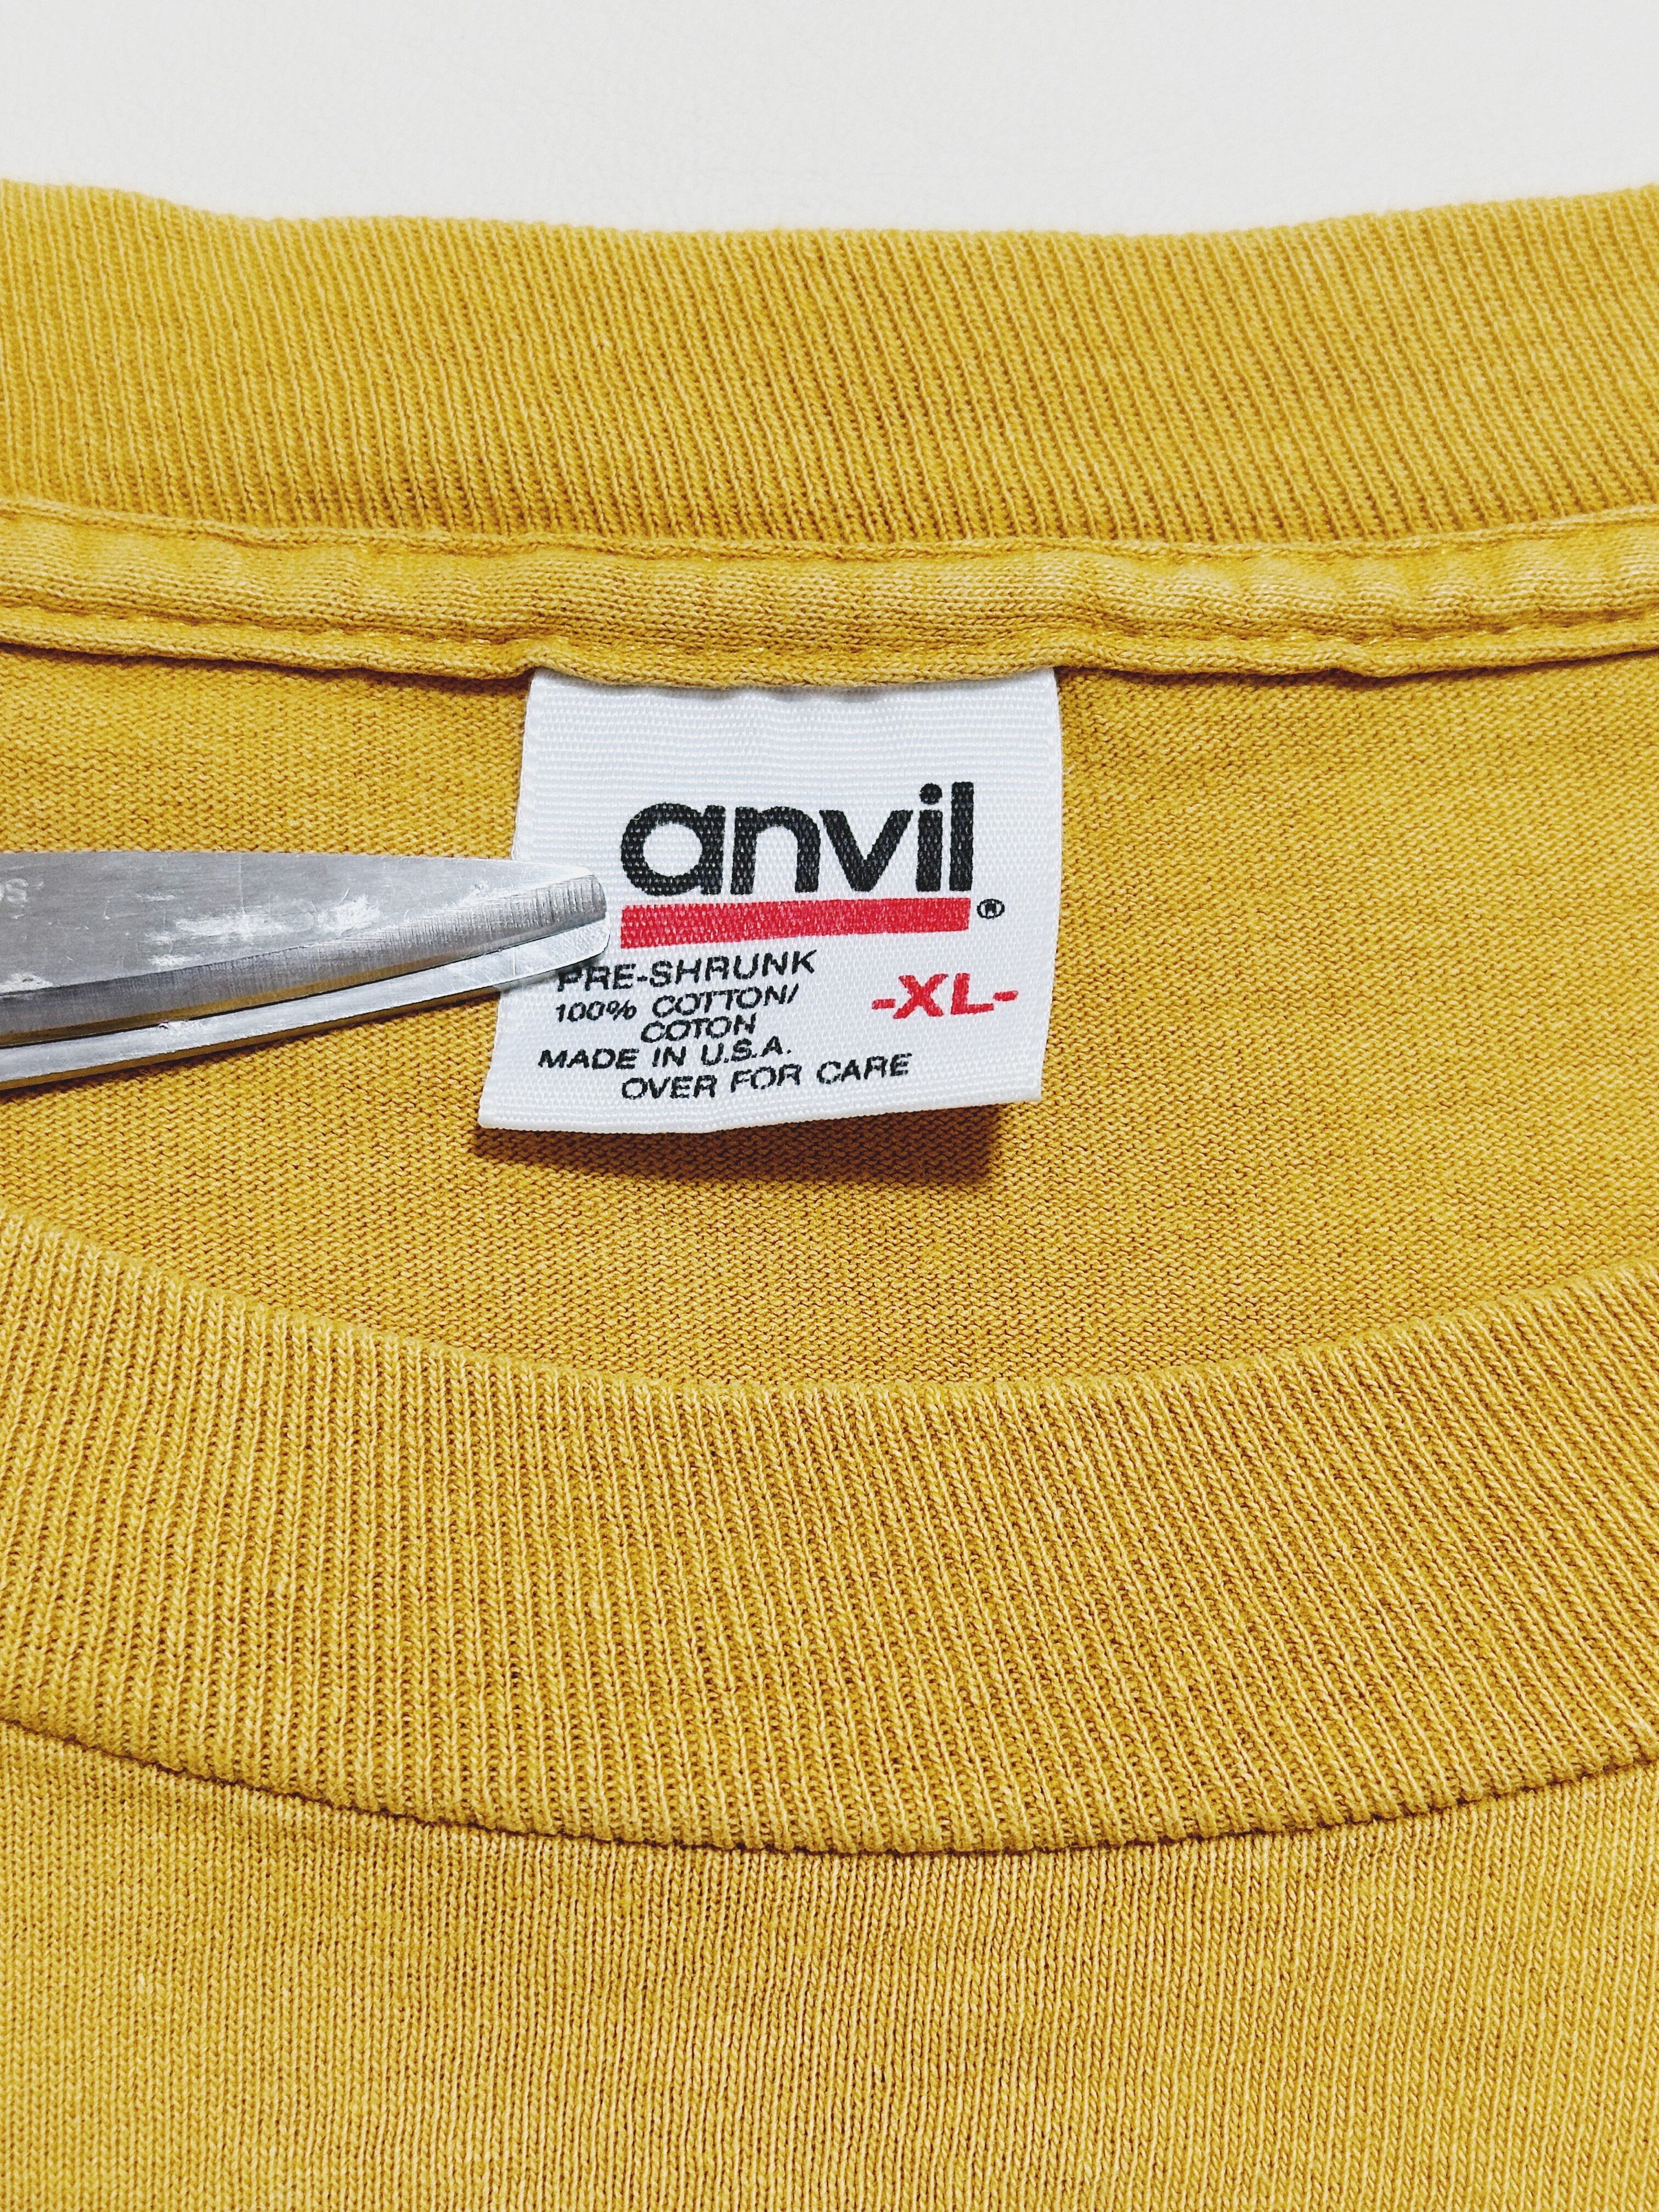 anvil
®
PRE-SHRUNK
100% COTTON/
COTON
-XL-
MADE IN U.S.A.
OVER FOR CARE